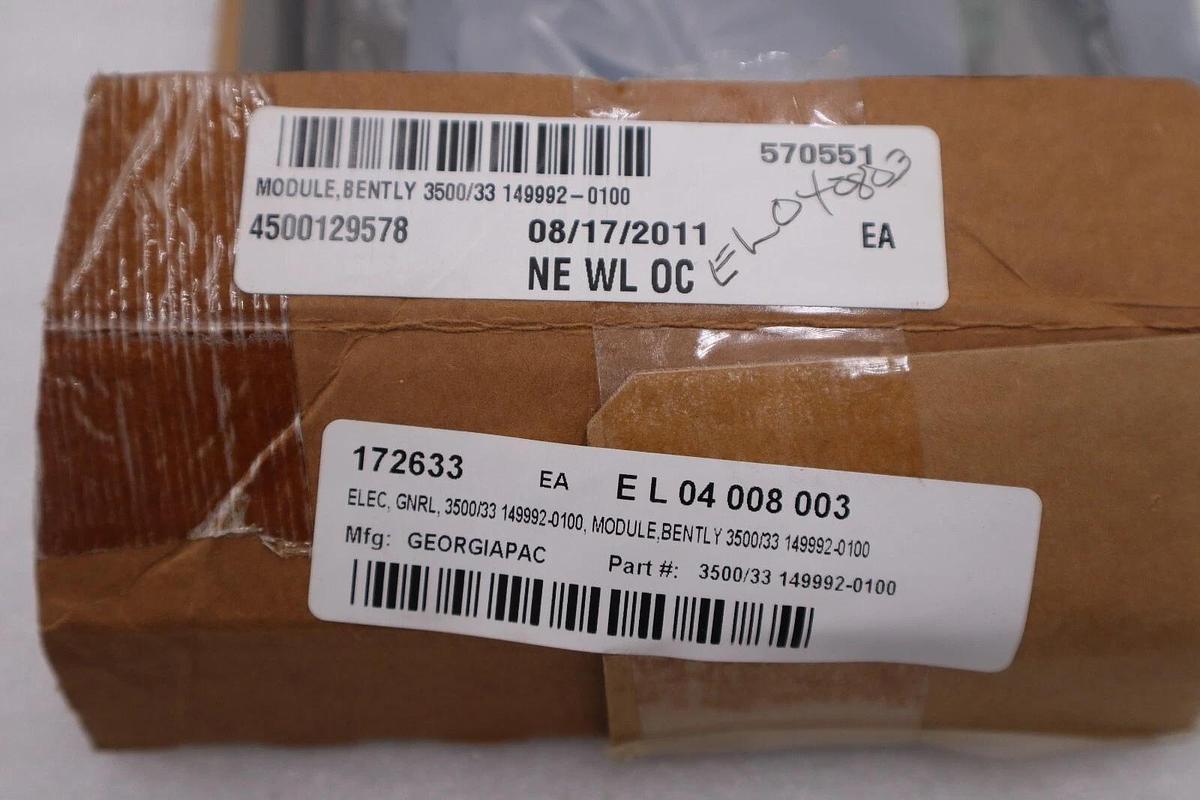 570551
MODULE,BENTLY 3500/33 149992-0100
4500129578 08/17/2011 EA
NE WL OC EL040803
172633 EA E L 04 008 003
ELEC, GNRL, 3500/33 149992-0100, MODULE,BENTLY 3500/33 149992-0100
Mfg: GEORGIAPAC Part #: 3500/33 149992-0100